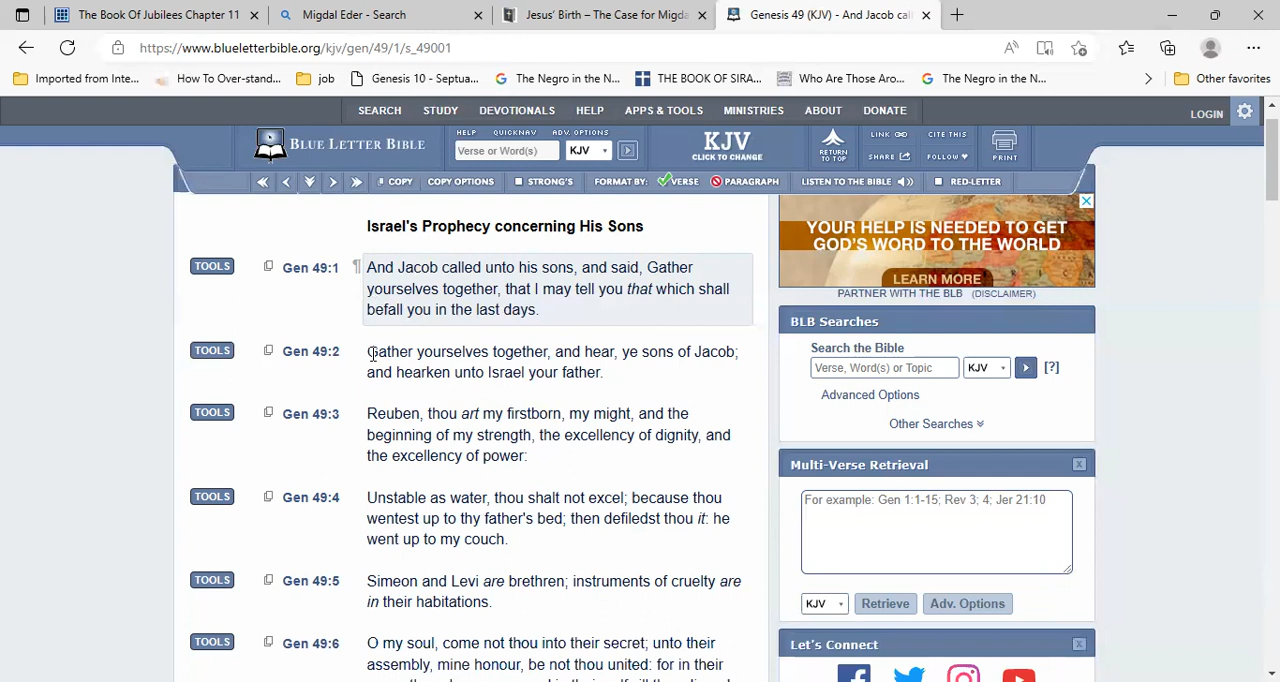 The Book Of Jubilees Chapter 11
Migdal Eder - Search
Jesus' Birth – The Case for Migda
Genesis 49 (KJV) - And Jacob call
https://www.blueletterbible.org/kjv/gen/49/1/s_49001
Imported from Inte...
How To Over-stand...
job
Genesis 10 - Septua...
The Negro in the N...
THE BOOK OF SIRA...
Who Are Those Aro...
The Negro in the N...
Other favorites
SEARCH STUDY DEVOTIONALS HELP APPS & TOOLS MINISTRIES ABOUT DONATE
LOGIN
BLUE LETTER BIBLE
HELP QUICKNAV ADV. OPTIONS
Verse or Word(s) KJV
KJV
CLICK TO CHANGE
RETURN
TO TOP
LINK CITE THIS
SHARE FOLLOW
PRINT
COPY COPY OPTIONS STRONG'S FORMAT BY: VERSE PARAGRAPH LISTEN TO THE BIBLE RED-LETTER
Israel's Prophecy concerning His Sons
TOOLS Gen 49:1 ¶ And Jacob called unto his sons, and said, Gather
yourselves together, that I may tell you that which shall
befall you in the last days.
TOOLS Gen 49:2 Gather yourselves together, and hear, ye sons of Jacob;
and hearken unto Israel your father.
TOOLS Gen 49:3 Reuben, thou art my firstborn, my might, and the
beginning of my strength, the excellency of dignity, and
the excellency of power:
TOOLS Gen 49:4 Unstable as water, thou shalt not excel; because thou
wentest up to thy father's bed; then defiledst thou it: he
went up to my couch.
TOOLS Gen 49:5 Simeon and Levi are brethren; instruments of cruelty are
in their habitations.
TOOLS Gen 49:6 O my soul, come not thou into their secret; unto their
assembly, mine honour, be not thou united: for in their
YOUR HELP IS NEEDED TO GET
GOD'S WORD TO THE WORLD
LEARN MORE
PARTNER WITH THE BLB (DISCLAIMER)
BLB Searches
Search the Bible
Verse, Word(s) or Topic KJV [?]
Advanced Options
Other Searches
Multi-Verse Retrieval x
For example: Gen 1:1-15; Rev 3; 4; Jer 21:10
KJV Retrieve Adv. Options
Let's Connect x